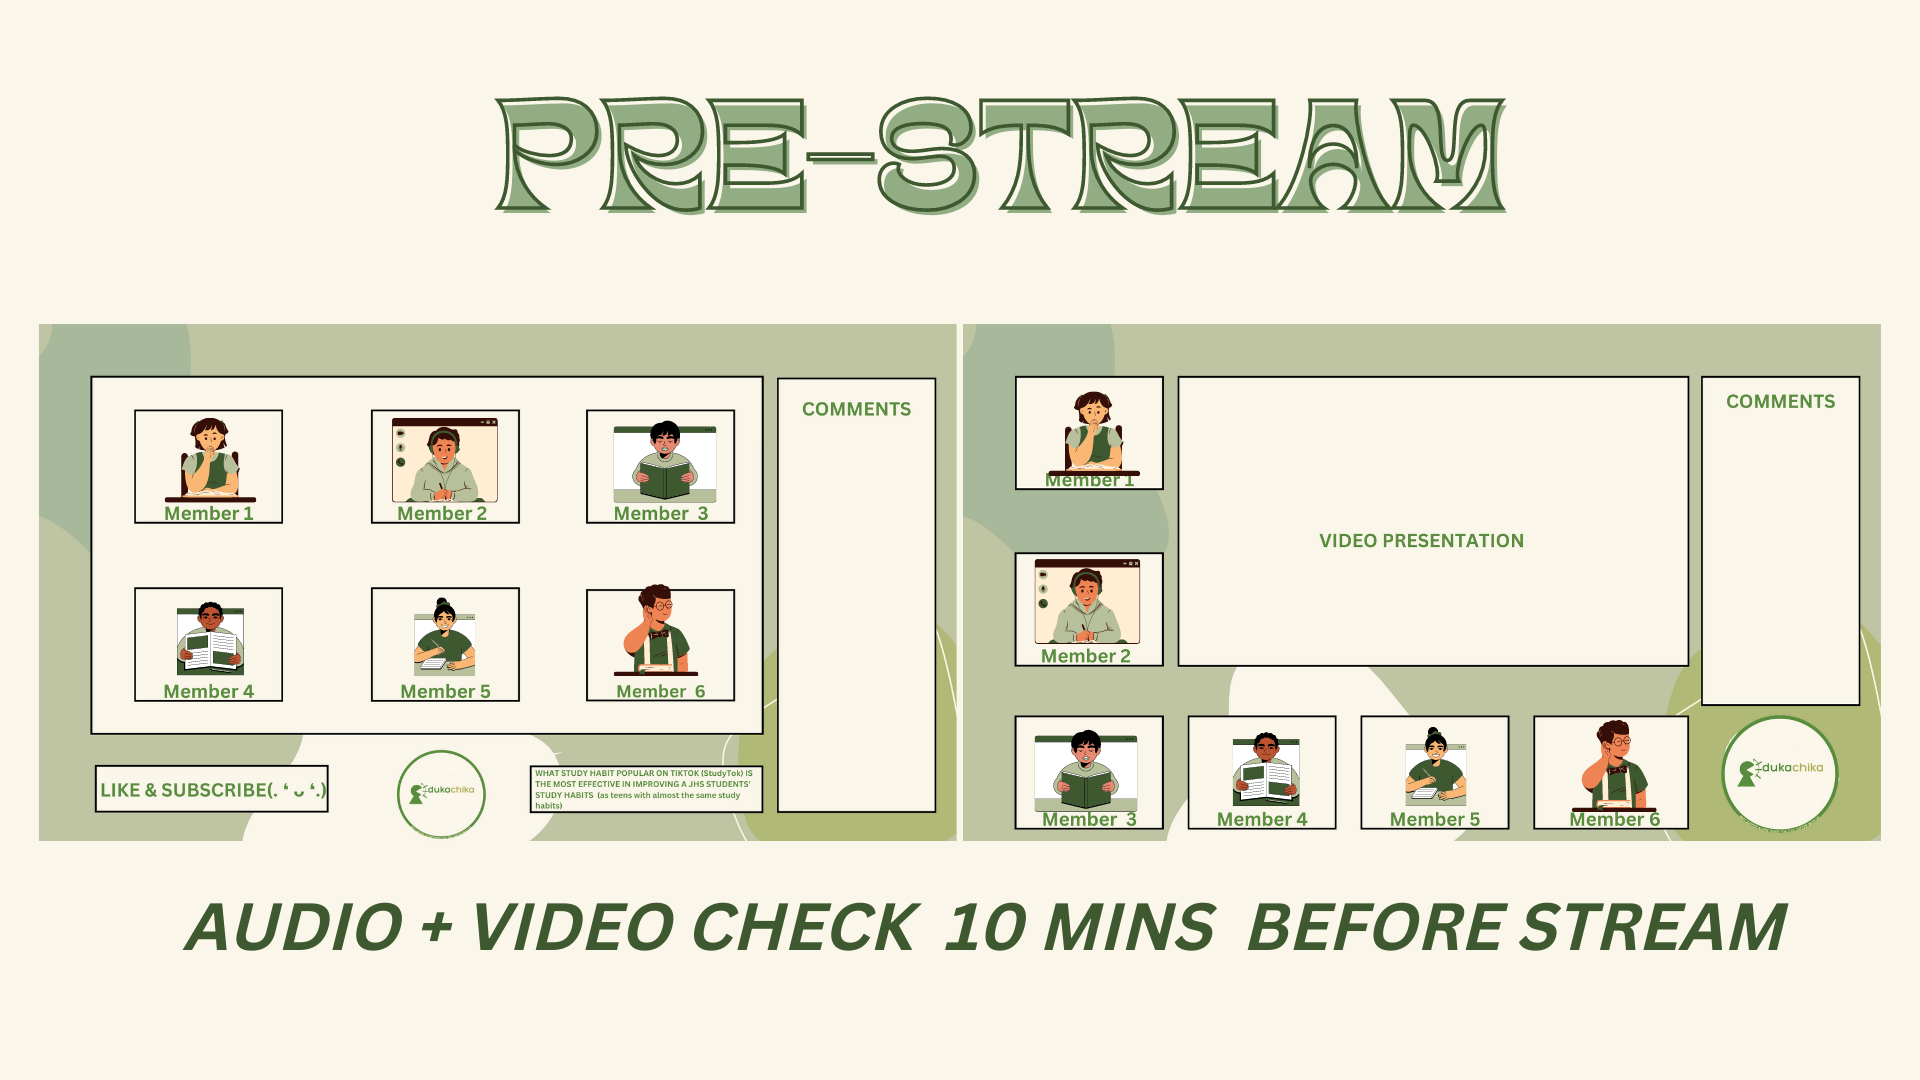 PRE-STREAM
COMMENTS
Member 1
Member 2
Member  3
Member 4
Member 5
Member  6
LIKE & SUBSCRIBE(. ❛ ᴗ ❛.)
dukachika
WHAT STUDY HABIT POPULAR ON TIKTOK (StudyTok) IS
THE MOST EFFECTIVE IN IMPROVING A JHS STUDENTS'
STUDY HABITS  (as teens with almost the same study
habits)
Member 1
VIDEO PRESENTATION
COMMENTS
Member 2
Member  3
Member 4
Member 5
Member 6
dukachika
AUDIO + VIDEO CHECK  10 MINS  BEFORE STREAM